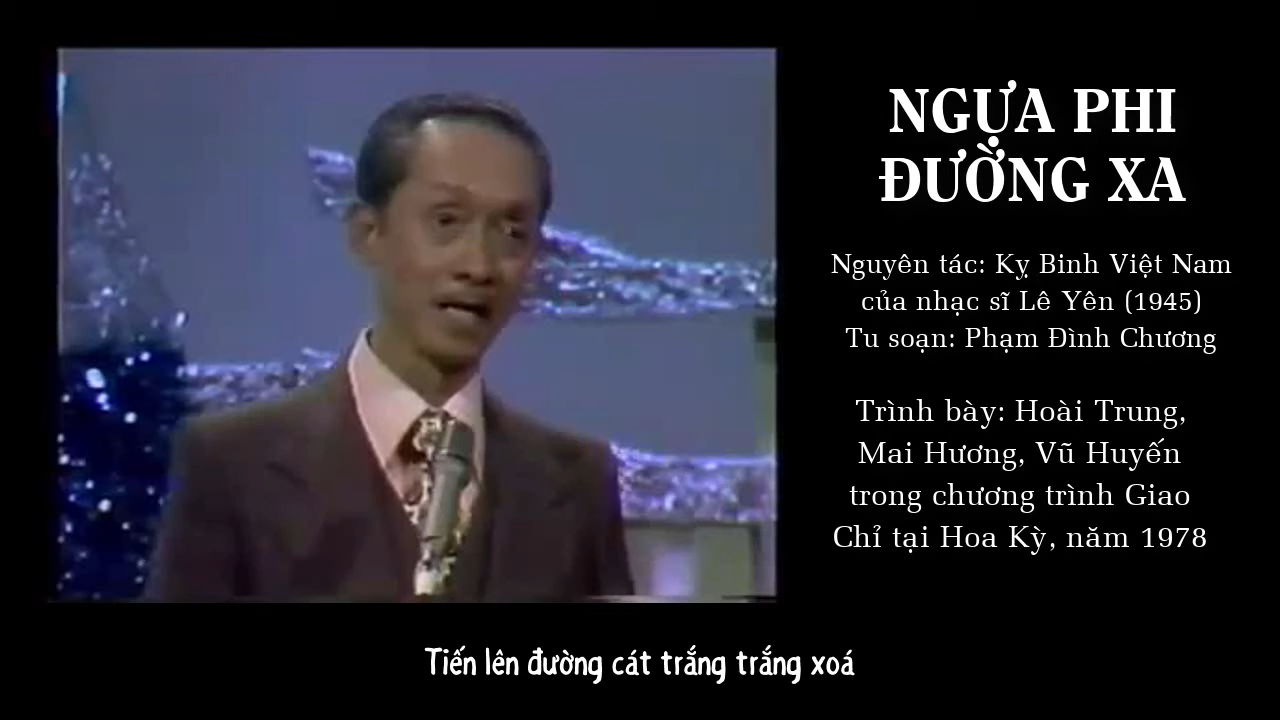 NGỰA PHI
ĐƯỜNG XA
Nguyên tác: Kỵ Binh Việt Nam
của nhạc sĩ Lê Yên (1945)
Tu soạn: Phạm Đình Chương
Trình bày: Hoài Trung,
Mai Hương, Vũ Huyến
trong chương trình Giao
Chỉ tại Hoa Kỳ, năm 1978
Tiến lên đường cát trắng trắng xoá